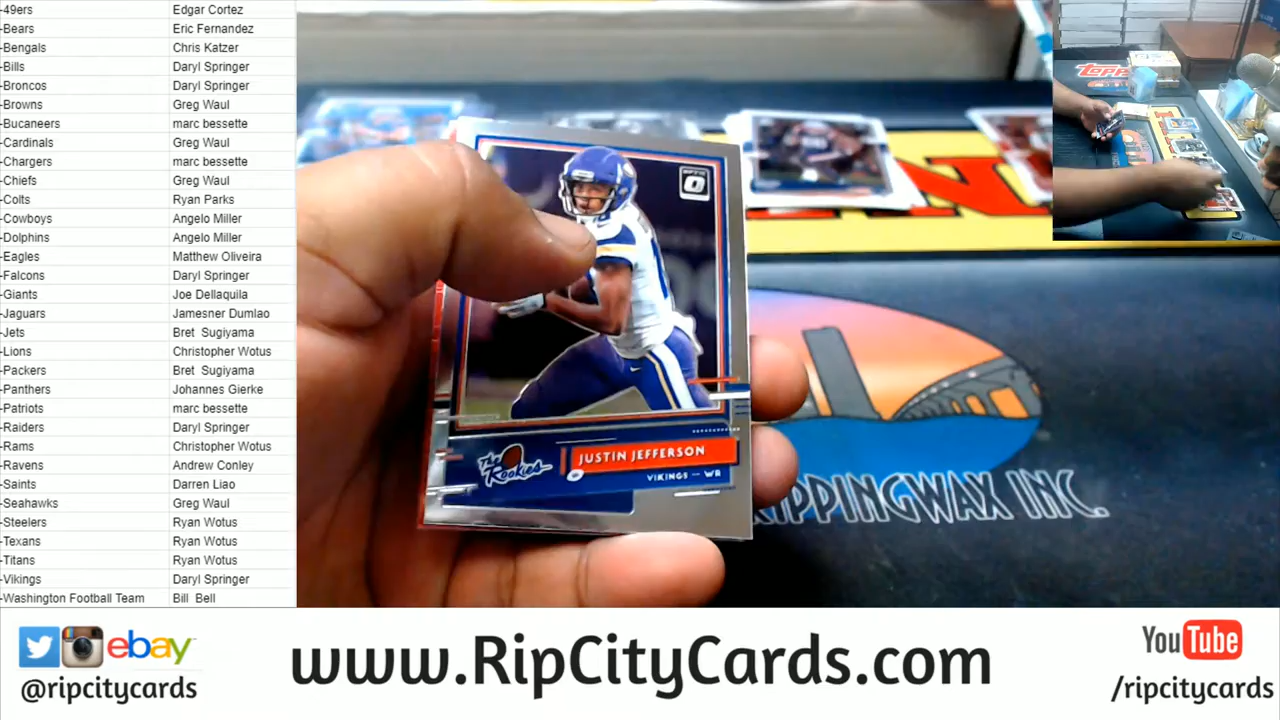 -49ers Edgar Cortez
-Bears Eric Fernandez
-Bengals Chris Katzer
-Bills Daryl Springer
-Broncos Daryl Springer
-Browns Greg Waul
-Bucaneers marc bessette
-Cardinals Greg Waul
-Chargers marc bessette
-Chiefs Greg Waul
-Colts Ryan Parks
-Cowboys Angelo Miller
-Dolphins Angelo Miller
-Eagles Matthew Oliveira
-Falcons Daryl Springer
-Giants Joe Dellaquila
-Jaguars Jamesner Dumlao
-Jets Bret Sugiyama
-Lions Christopher Wotus
-Packers Bret Sugiyama
-Panthers Johannes Gierke
-Patriots marc bessette
-Raiders Daryl Springer
-Rams Christopher Wotus
-Ravens Andrew Conley
-Saints Darren Liao
-Seahawks Greg Waul
-Steelers Ryan Wotus
-Texans Ryan Wotus
-Titans Ryan Wotus
-Vikings Daryl Springer
-Washington Football Team Bill Bell
The Rookies
JUSTIN JEFFERSON
VIKINGS — WR
RIPPINGWAX INC.
TOPPS
ebay
@ripcitycards
www.RipCityCards.com
YouTube
/ripcitycards